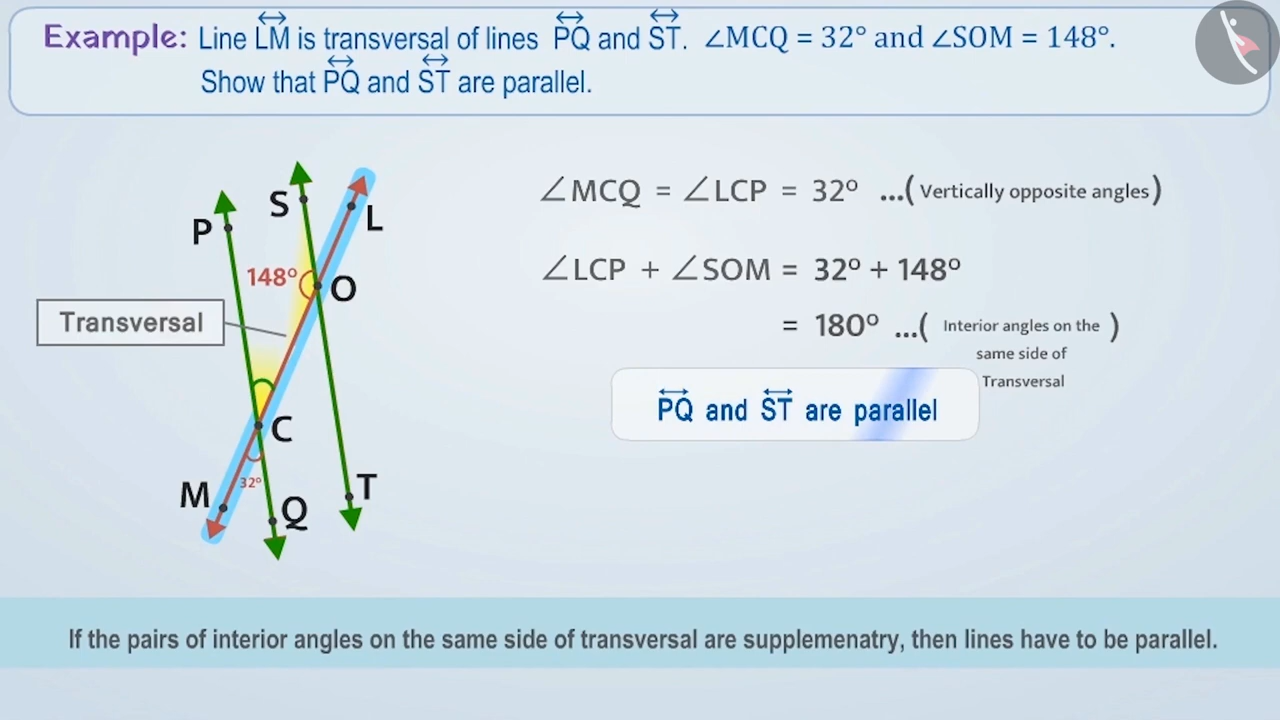 Example: Line LM is transversal of lines PQ and ST. ∠MCQ = 32° and ∠SOM = 148°.
Show that PQ and ST are parallel.
P
S
L
148°
O
Transversal
C
M
32°
Q
T
∠MCQ = ∠LCP = 32° ...(Vertically opposite angles)
∠LCP + ∠SOM = 32° + 148°
= 180° ...( Interior angles on the )
same side of
Transversal
PQ and ST are parallel
If the pairs of interior angles on the same side of transversal are supplemenatry, then lines have to be parallel.